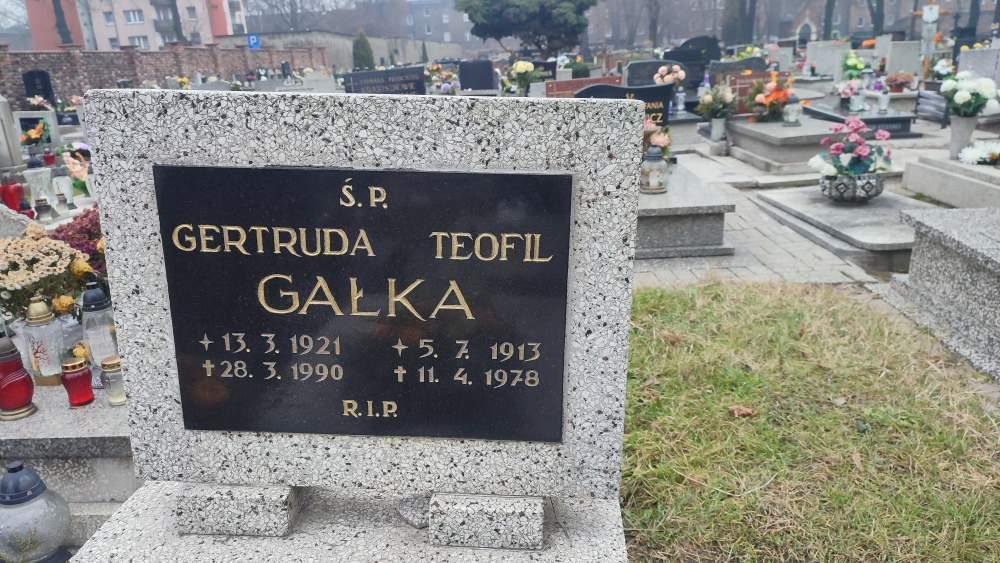 Ś.P.
GERTRUDA TEOFIL
GAŁKA
13. 3. 1921 5. 7. 1913
28. 3. 1990 11. 4. 1978
R.I.P.
P